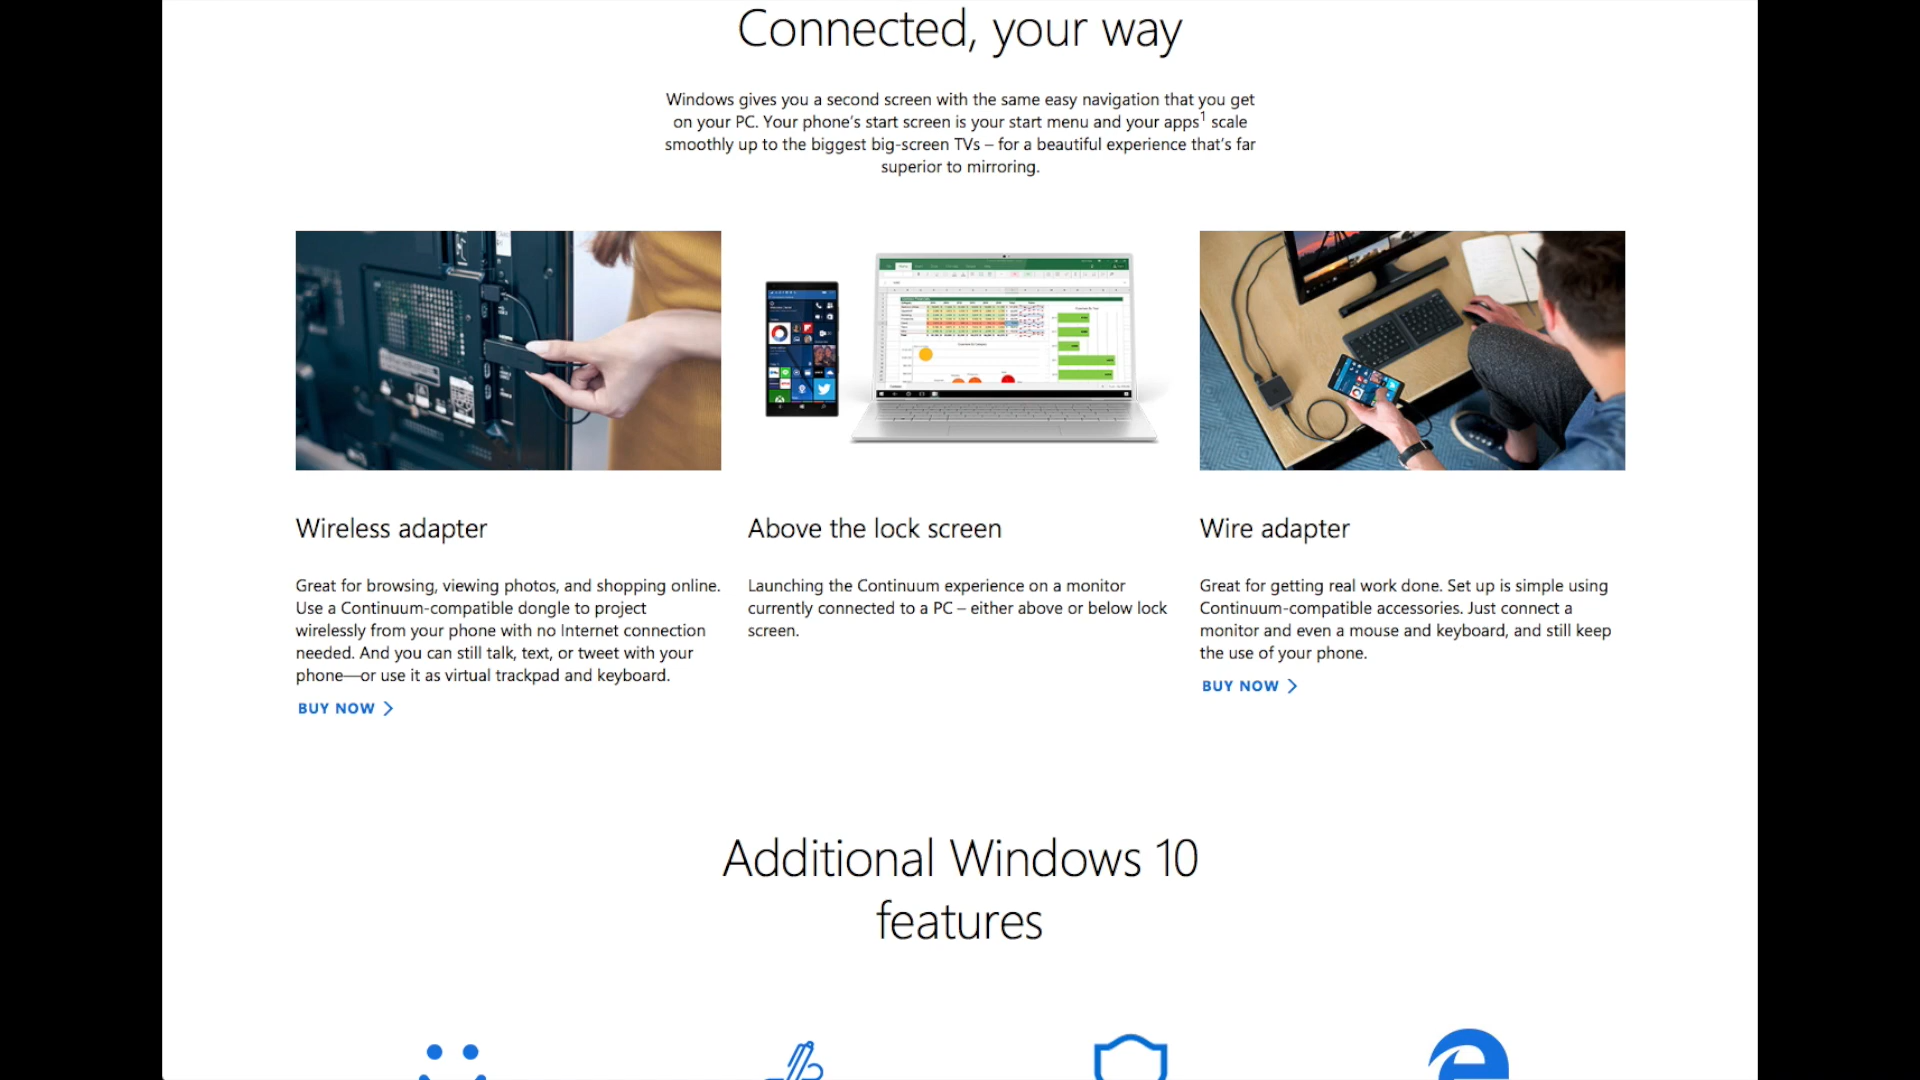 Connected, your way
Windows gives you a second screen with the same easy navigation that you get
on your PC. Your phone's start screen is your start menu and your apps¹ scale
smoothly up to the biggest big-screen TVs – for a beautiful experience that's far
superior to mirroring.
Wireless adapter
Great for browsing, viewing photos, and shopping online.
Use a Continuum-compatible dongle to project
wirelessly from your phone with no Internet connection
needed. And you can still talk, text, or tweet with your
phone—or use it as virtual trackpad and keyboard.
BUY NOW
Above the lock screen
Launching the Continuum experience on a monitor
currently connected to a PC – either above or below lock
screen.
Wire adapter
Great for getting real work done. Set up is simple using
Continuum-compatible accessories. Just connect a
monitor and even a mouse and keyboard, and still keep
the use of your phone.
BUY NOW
Additional Windows 10
features